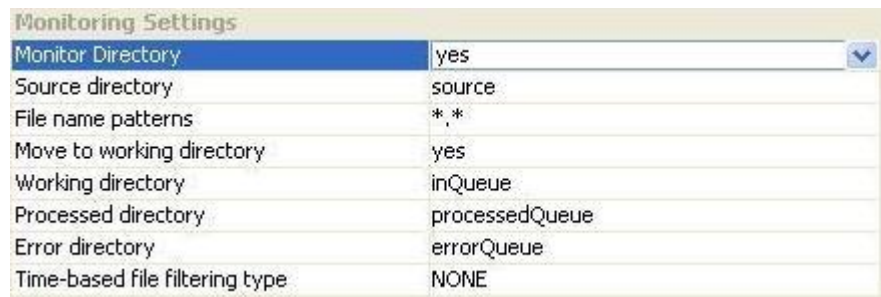 Monitoring Settings
Monitor Directory yes
Source directory source
File name patterns *.*
Move to working directory yes
Working directory inQueue
Processed directory processedQueue
Error directory errorQueue
Time-based file filtering type NONE